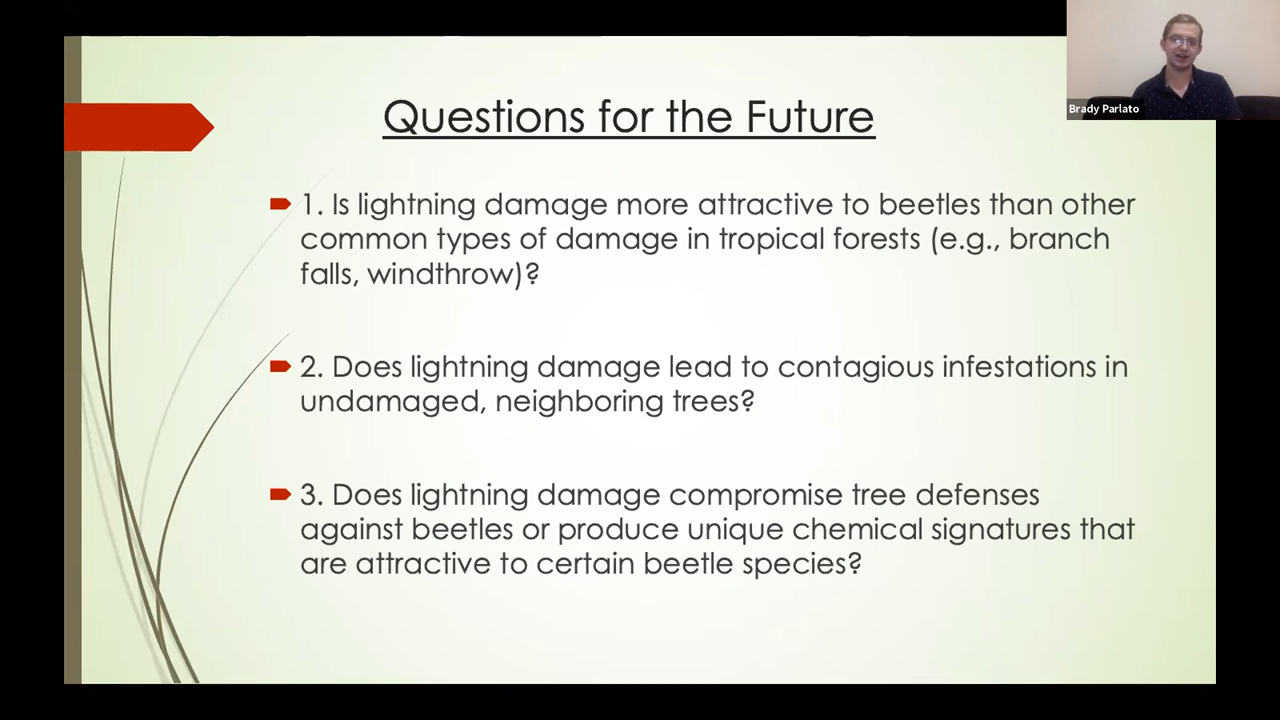 Questions for the Future
Brady Parlato
1. Is lightning damage more attractive to beetles than other
common types of damage in tropical forests (e.g., branch
falls, windthrow)?
2. Does lightning damage lead to contagious infestations in
undamaged, neighboring trees?
3. Does lightning damage compromise tree defenses
against beetles or produce unique chemical signatures that
are attractive to certain beetle species?